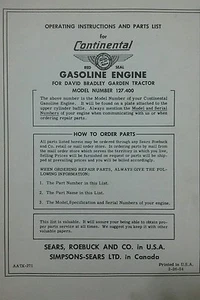 OPERATING INSTRUCTIONS AND PARTS LIST
for
Continental
RED SEAL
GASOLINE ENGINE
FOR DAVID BRADLEY GARDEN TRACTOR
MODEL NUMBER 127.400
The above number is the Model Number of your Continental
Gasoline Engine. It will be found on a plate attached to the
upper cylinder baffle. Always mention the Model and Serial
Numbers of your engine when communicating with us or when
ordering repair parts.
HOW TO ORDER PARTS
All parts listed herein may be ordered through any Sears Roebuck
and Co. retail or mail order store. In ordering parts by mail from
the mail order store which serves the territory in which you live,
Selling Prices will be furnished on request or parts will be ship-
ped at prevailing prices and you will be billed accordingly.
WHEN ORDERING REPAIR PARTS, ALWAYS GIVE THE FOL-
LOWING INFORMATION:
1. The Part Number in this List.
2. The Part Name in this List.
3. The Model, Specification and Serial Numbers of your engine.
This list is valuable. It will assure your being able to obtain pro-
per parts service at all times. We suggest you keep it with other
valuable papers.
SEARS, ROEBUCK AND CO. in U.S.A.
SIMPSONS-SEARS LTD. in Canada
Printed in U.S.A.